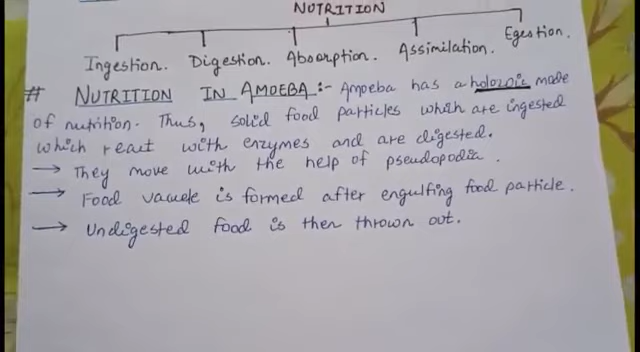 NUTRITION
Ingestion. Digestion. Absorption. Assimilation. Egestion.
# NUTRITION IN AMOEBA :- Amoeba has a holozoic mode
of nutrition. Thus, solid food particles which are ingested
which react with enzymes and are digested.
→ They move with the help of pseudopodia.
→ Food vacuole is formed after engulfing food particle.
→ Undigested food is then thrown out.